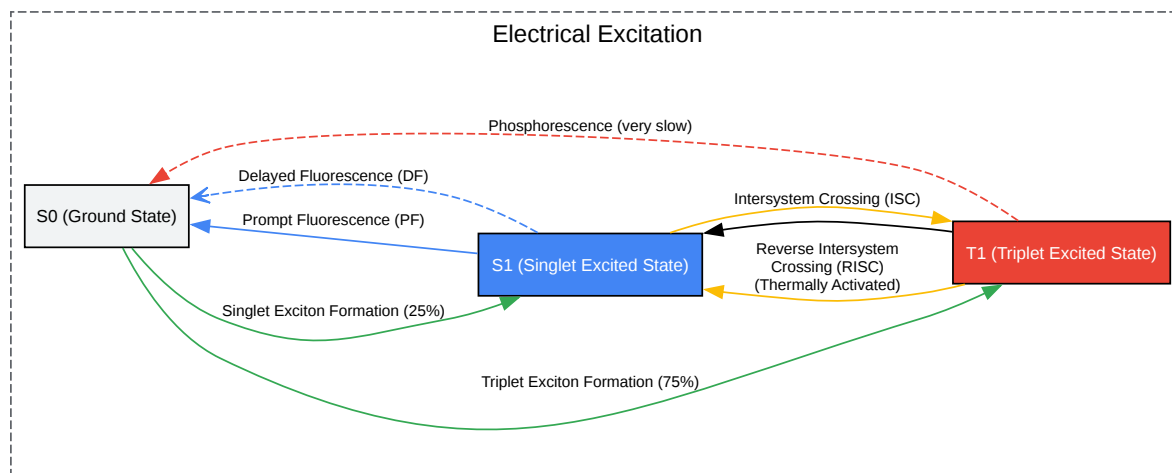 Electrical Excitation
Phosphorescence (very slow)
Delayed Fluorescence (DF)
S0 (Ground State)
Prompt Fluorescence (PF)
Intersystem Crossing (ISC)
S1 (Singlet Excited State)
Reverse Intersystem
Crossing (RISC)
(Thermally Activated)
T1 (Triplet Excited State)
Singlet Exciton Formation (25%)
Triplet Exciton Formation (75%)